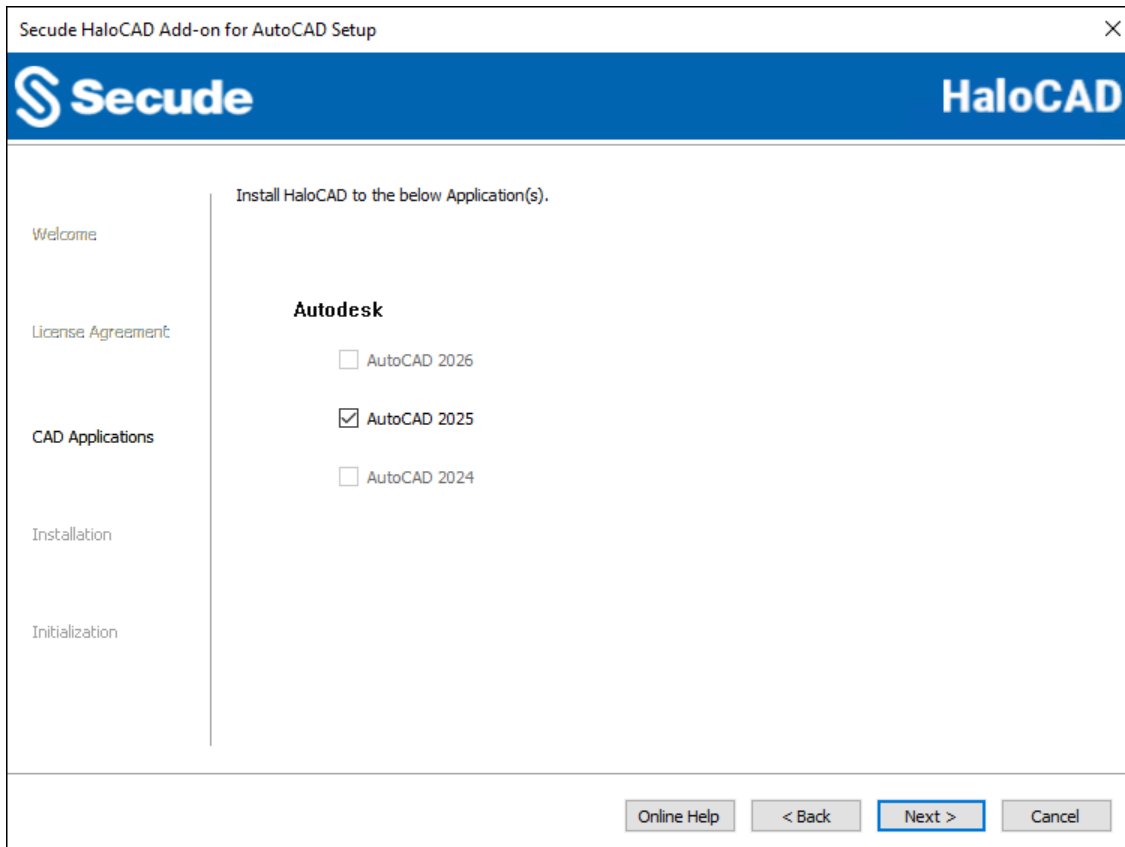 Secude HaloCAD Add-on for AutoCAD Setup
Secude
HaloCAD
Install HaloCAD to the below Application(s).
Welcome
Autodesk
License Agreement
AutoCAD 2026
AutoCAD 2025
CAD Applications
AutoCAD 2024
Installation
Initialization
Online Help
< Back
Next >
Cancel